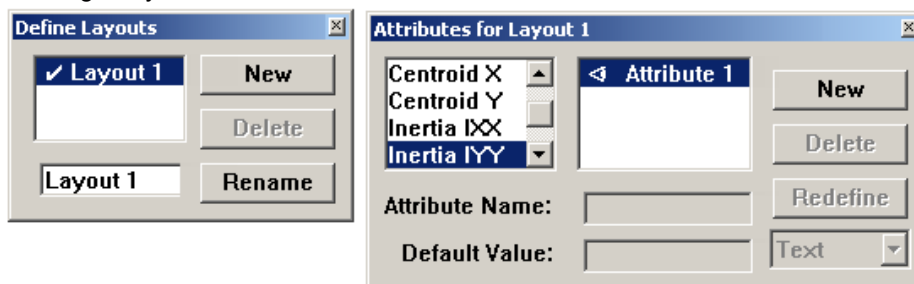 Define Layouts
✔ Layout 1
New
Delete
Layout 1
Rename
Attributes for Layout 1
Centroid X
Centroid Y
Inertia IXX
Inertia IYY
Attribute 1
New
Delete
Redefine
Attribute Name:
Default Value:
Text